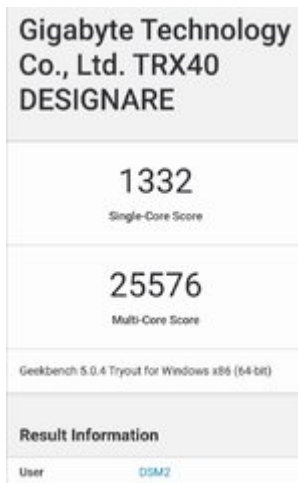 Gigabyte Technology
Co., Ltd. TRX40
DESIGNARE
1332
Single-Core Score
25576
Multi-Core Score
Geekbench 5.0.4 Tryout for Windows x86 (64-bit)
Result Information
User DSM2